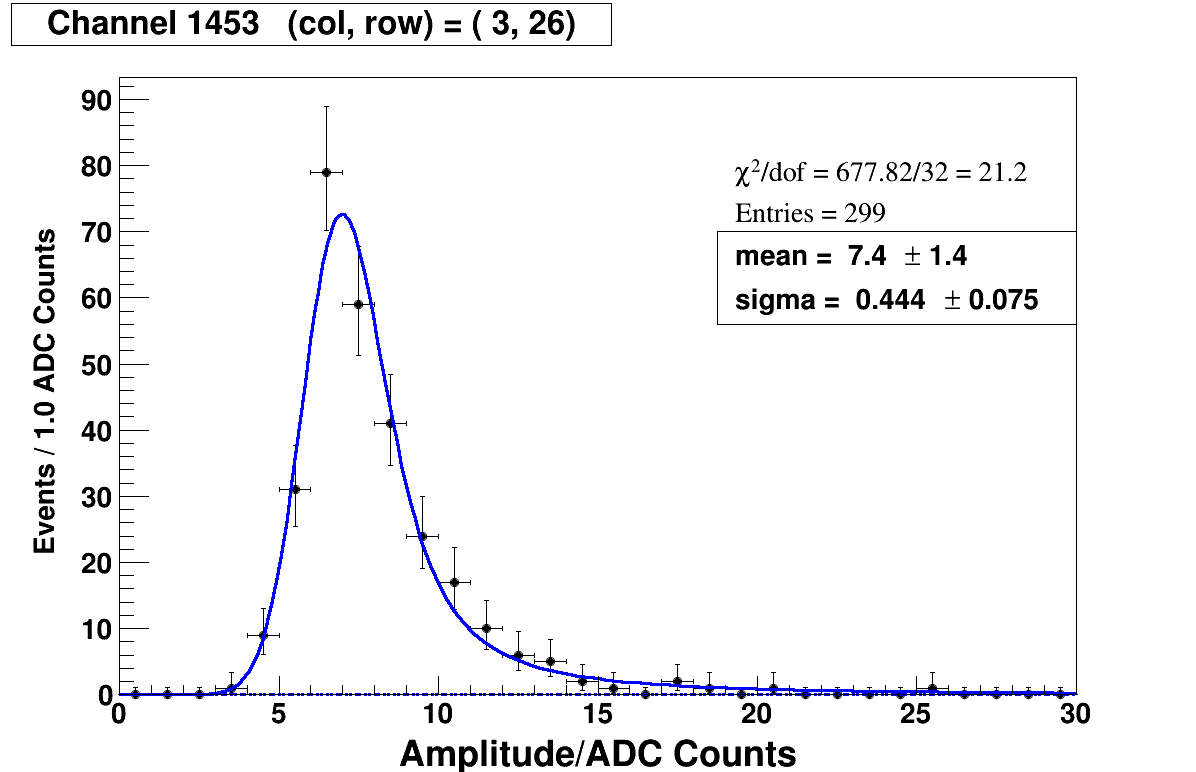 Channel 1453 (col, row) = ( 3, 26)
90
80
70
60
50
40
30
20
10
0
Events / 1.0 ADC Counts
χ²/dof = 677.82/32 = 21.2
Entries = 299
mean = 7.4 ± 1.4
sigma = 0.444 ± 0.075
0 5 10 15 20 25 30
Amplitude/ADC Counts